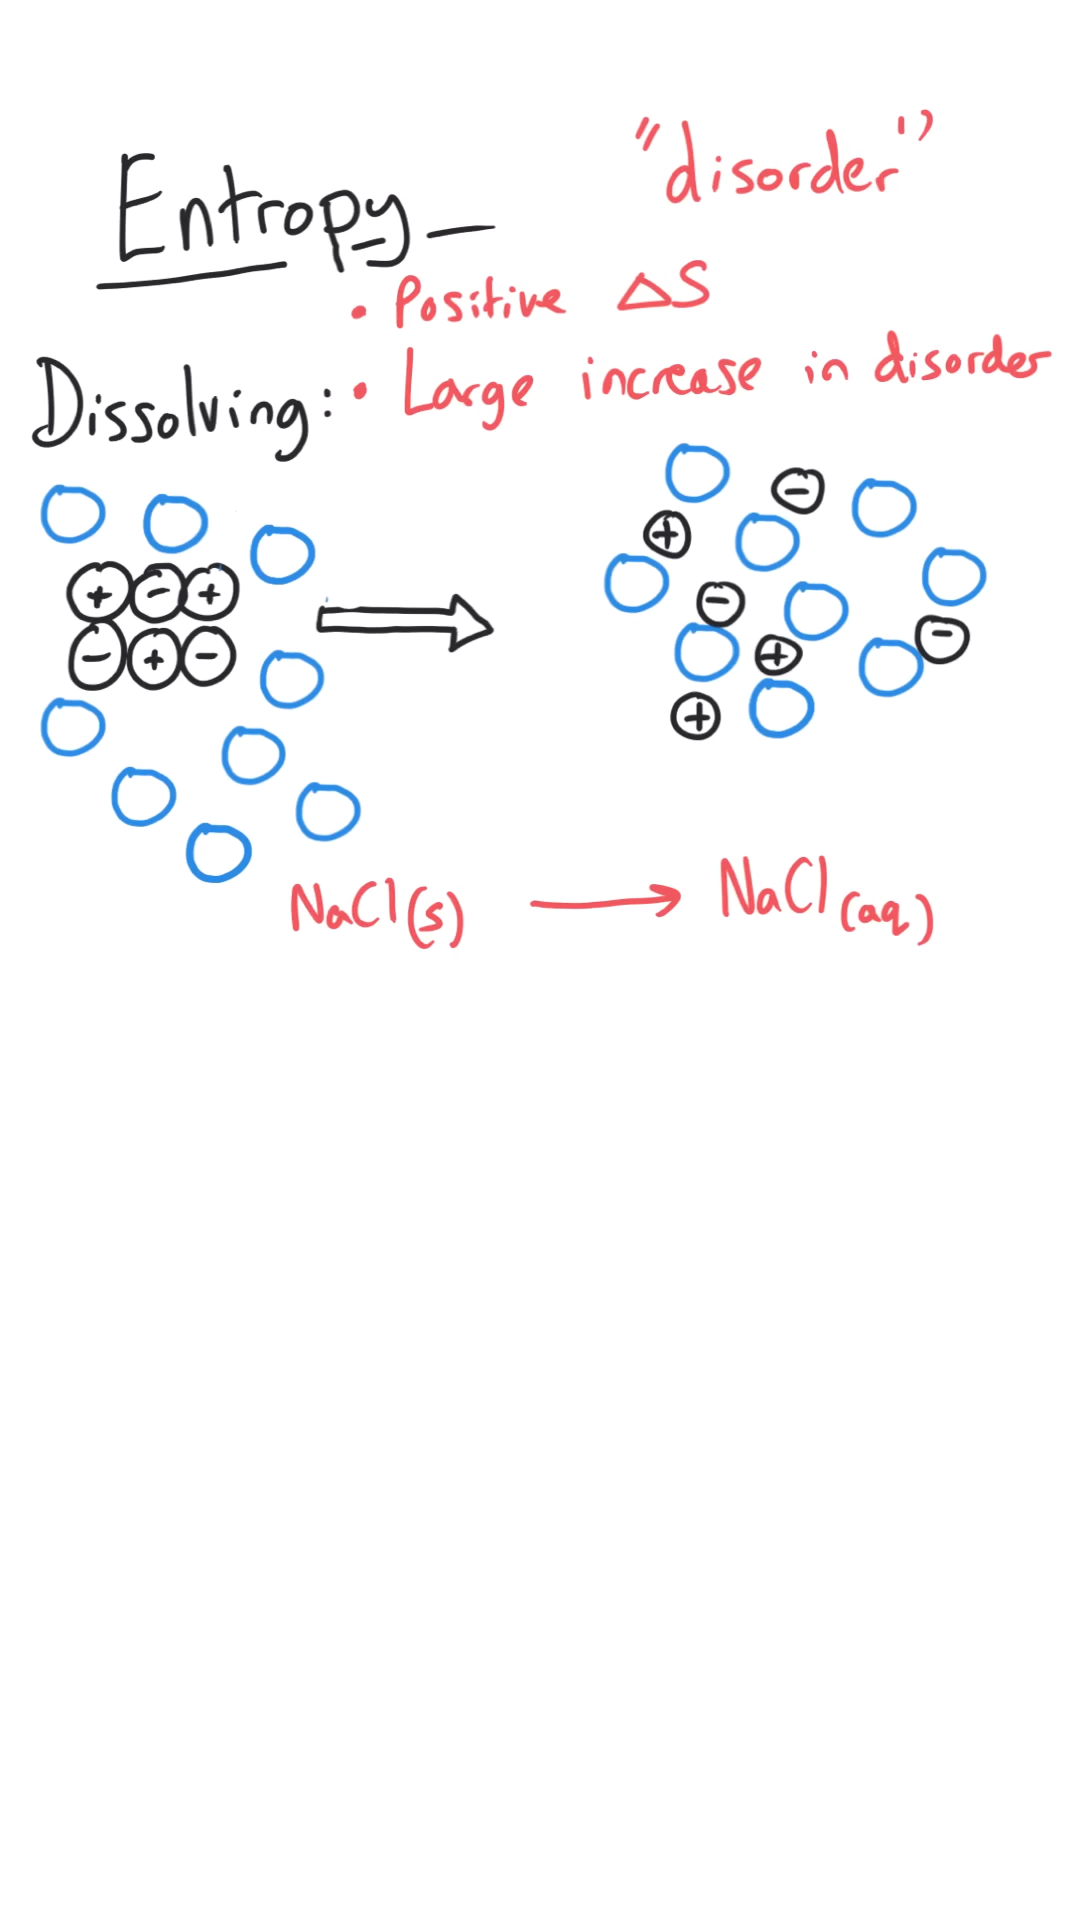 Entropy
"disorder"
• Positive ΔS
Dissolving: • Large increase in disorder
+ - +
- + -
-
+
-
-
+
+
NaCl(s) → NaCl(aq)